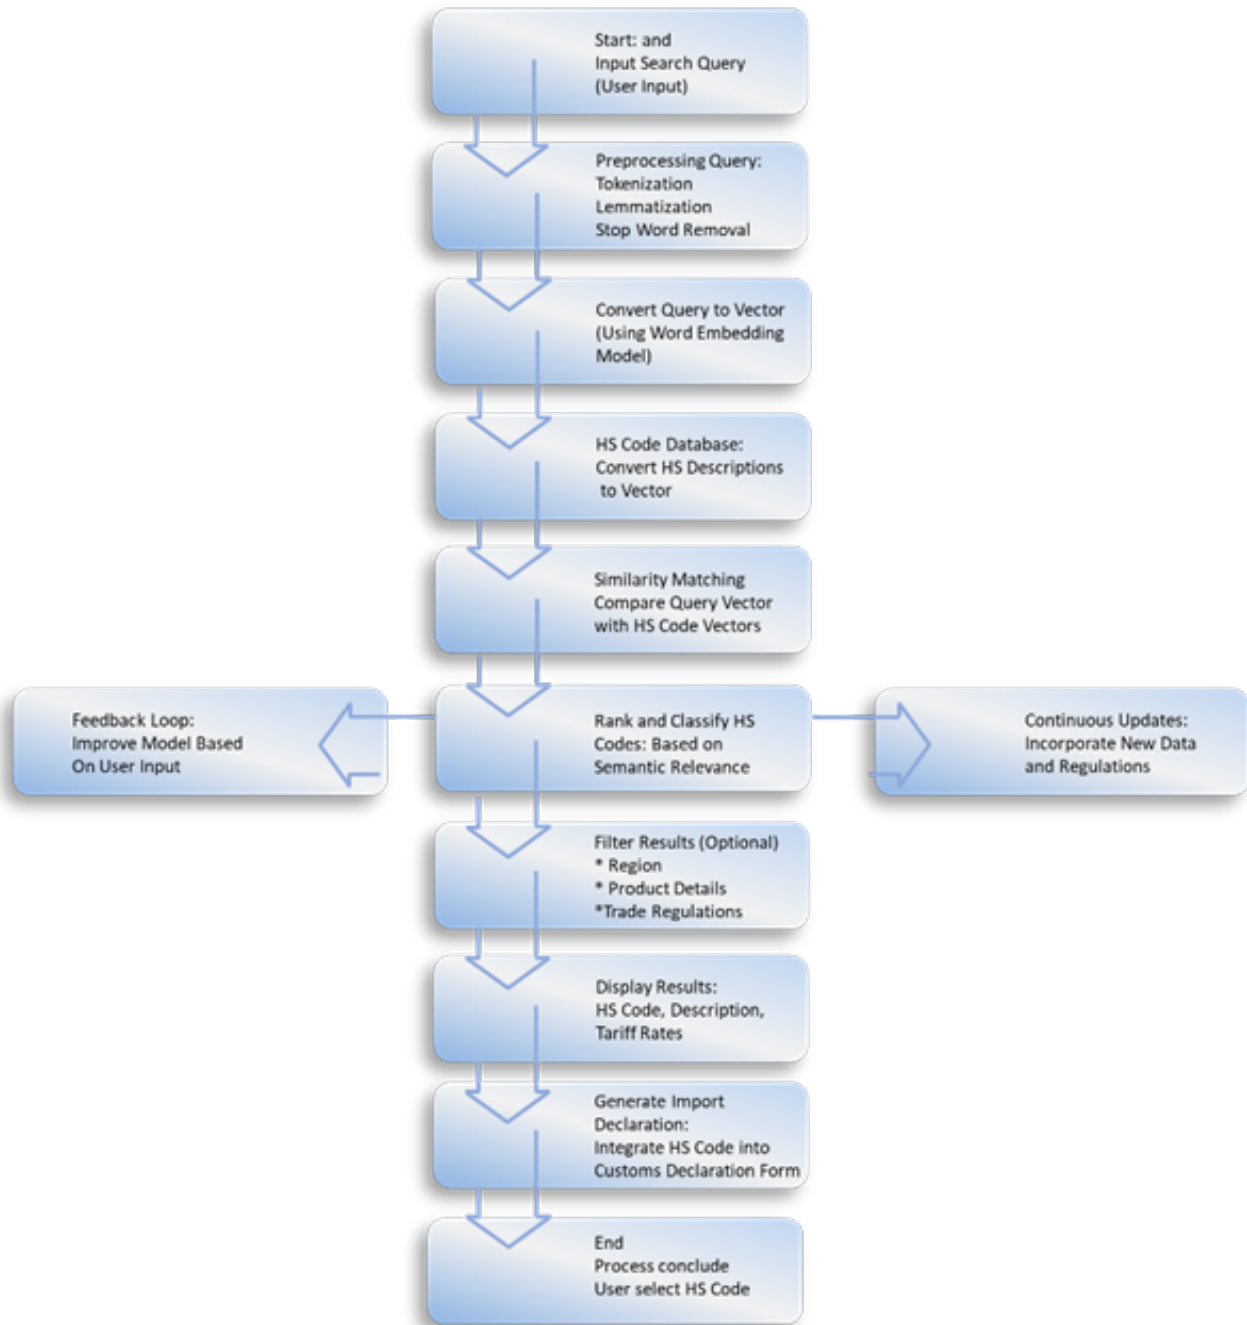 Start: and
Input Search Query
(User Input)
Preprocessing Query:
Tokenization
Lemmatization
Stop Word Removal
Convert Query to Vector
(Using Word Embedding
Model)
HS Code Database:
Convert HS Descriptions
to Vector
Similarity Matching
Compare Query Vector
with HS Code Vectors
Feedback Loop:
Improve Model Based
On User Input
Rank and Classify HS
Codes: Based on
Semantic Relevance
Continuous Updates:
Incorporate New Data
and Regulations
Filter Results (Optional)
* Region
* Product Details
*Trade Regulations
Display Results:
HS Code, Description,
Tariff Rates
Generate Import
Declaration:
Integrate HS Code into
Customs Declaration Form
End
Process conclude
User select HS Code